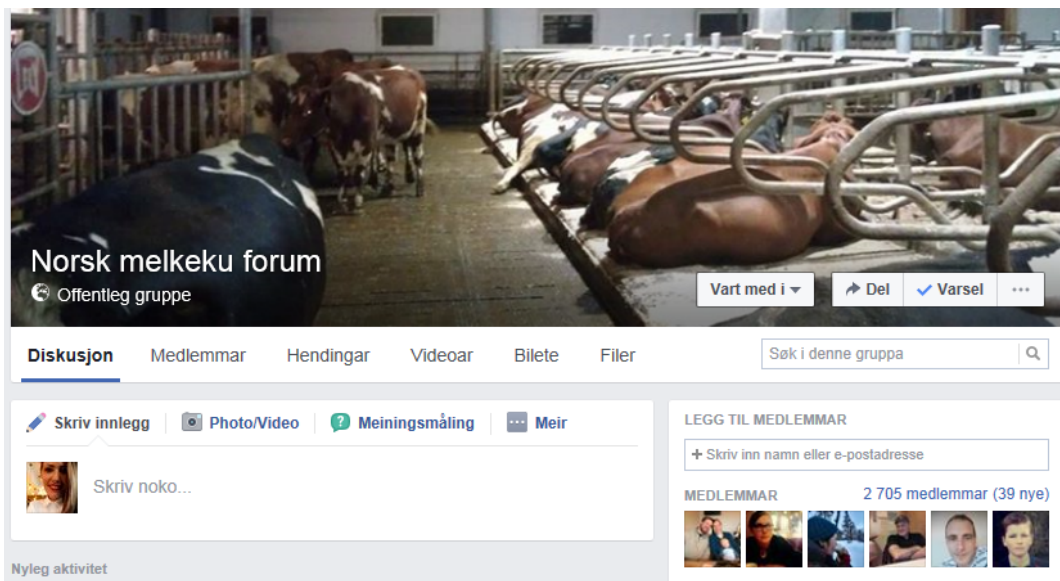 Norsk melkeku forum
Offentleg gruppe
Vart med i
Del
Varsel
Diskusjon Medlemmar Hendingar Videoar Bilete Filer
Søk i denne gruppa
Skriv innlegg Photo/Video Meiningsmåling Meir
Skriv noko...
LEGG TIL MEDLEMMAR
+ Skriv inn namn eller e-postadresse
MEDLEMMAR 2 705 medlemmar (39 nye)
Nyleg aktivitet